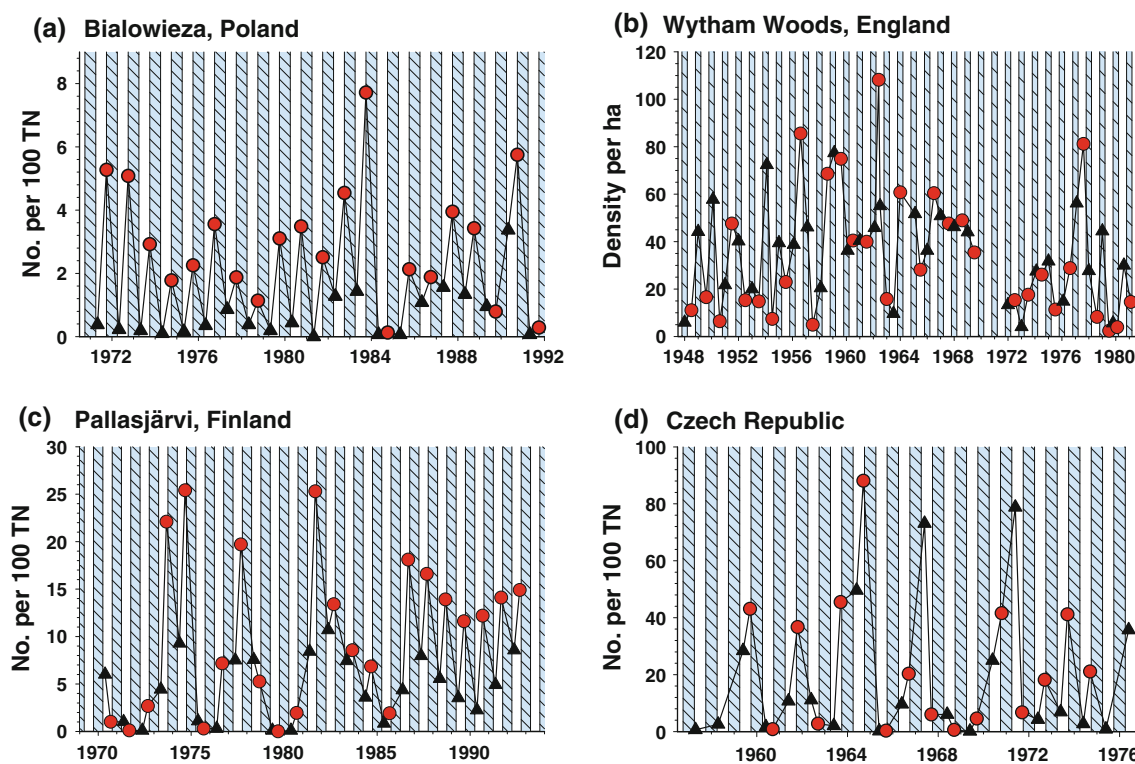 (a) Bialowieza, Poland
No. per 100 TN
8
6
4
2
0
1972 1976 1980 1984 1988 1992
(b) Wytham Woods, England
Density per ha
120
100
80
60
40
20
0
1948 1952 1956 1960 1964 1968 1972 1976 1980
(c) Pallasjärvi, Finland
No. per 100 TN
30
25
20
15
10
5
0
1970 1975 1980 1985 1990
(d) Czech Republic
No. per 100 TN
100
80
60
40
20
0
1960 1964 1968 1972 1976